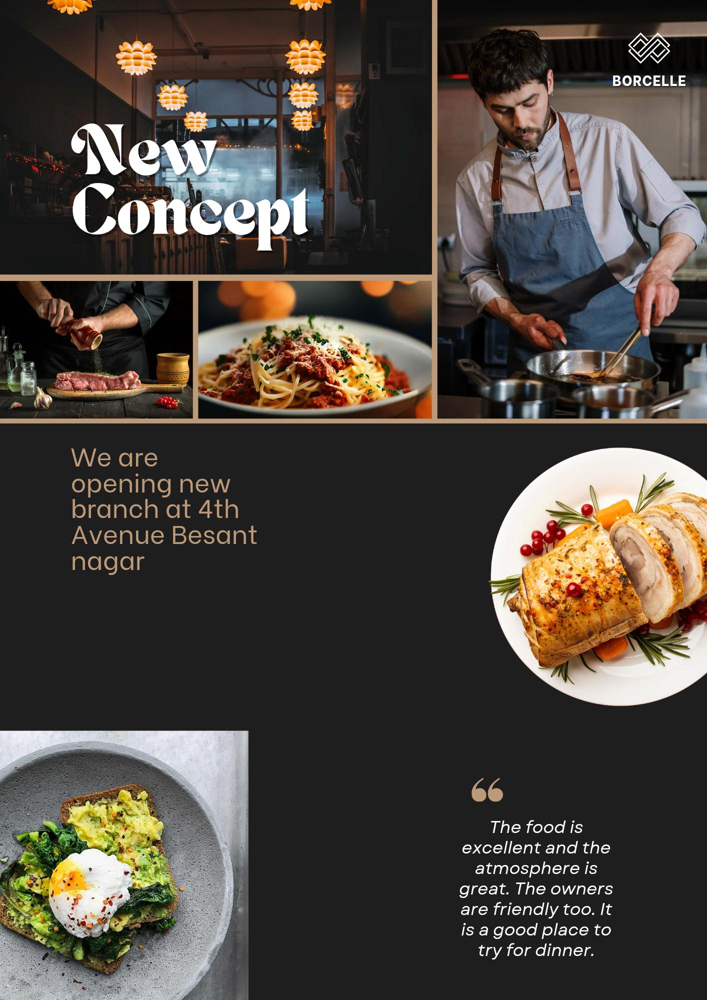 New
Concept
BORCELLE
We are
opening new
branch at 4th
Avenue Besant
nagar
“
The food is
excellent and the
atmosphere is
great. The owners
are friendly too. It
is a good place to
try for dinner.